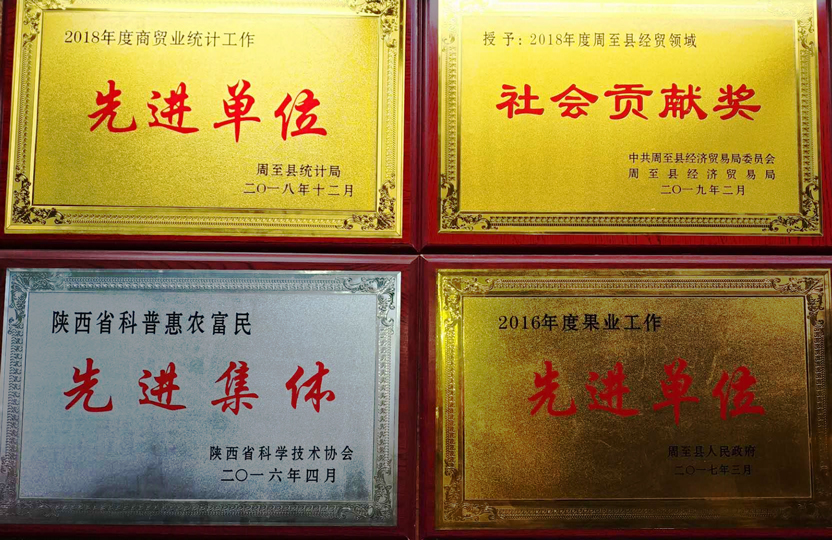 2018年度商贸业统计工作
先进单位
周至县统计局
二〇一八年十二月
授予:2018年度周至县经贸领域
社会贡献奖
中共周至县经济贸易局委员会
周至县经济贸易局
二〇一九年二月
陕西省科普惠农富民
先进集体
陕西省科学技术协会
二〇一六年四月
2016年度果业工作
先进单位
周至县人民政府
二〇一七年三月